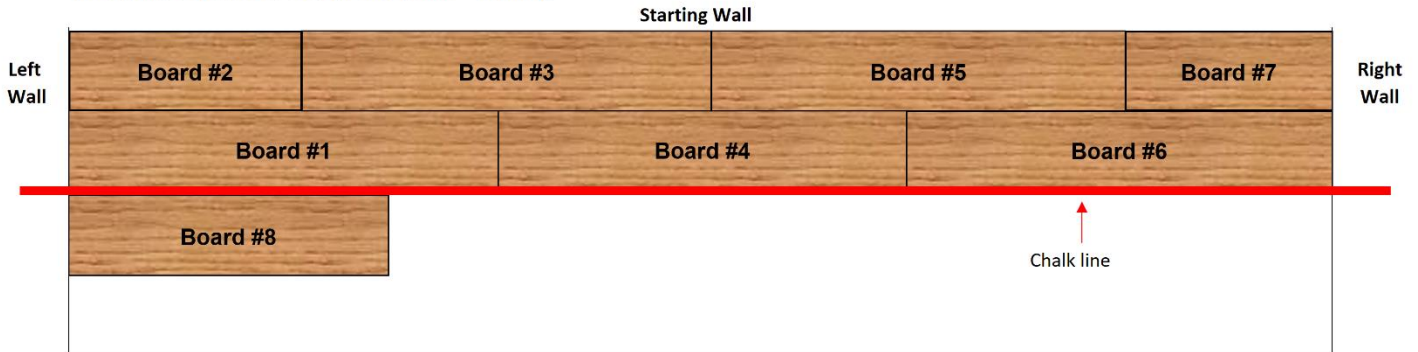 Starting Wall
Left
Wall
Board #2
Board #3
Board #5
Board #7
Right
Wall
Board #1
Board #4
Board #6
Board #8
Chalk line